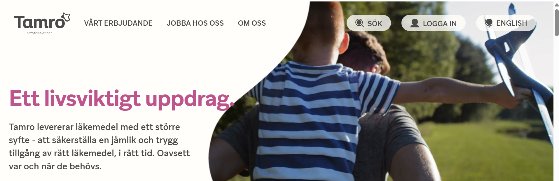 Tamro
VÅRT ERBJUDANDE
JOBBA HOS OSS
OM OSS
SÖK
LOGGA IN
ENGLISH
Ett livsviktigt uppdrag.
Tamro levererar läkemedel med ett större
syfte - att säkerställa en jämlik och trygg
tillgång av rätt läkemedel, i rätt tid. Oavsett
var och när de behövs.